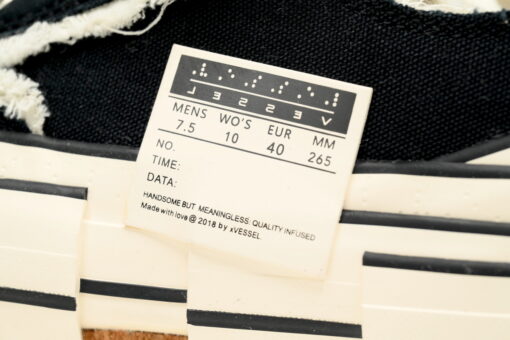 VESSEL
MENS WO'S EUR MM
7.5 10 40 265
NO.
TIME:
DATA:
HANDSOME BUT MEANINGLESS: QUALITY INFUSED
Made with love@ 2018 by xVESSEL